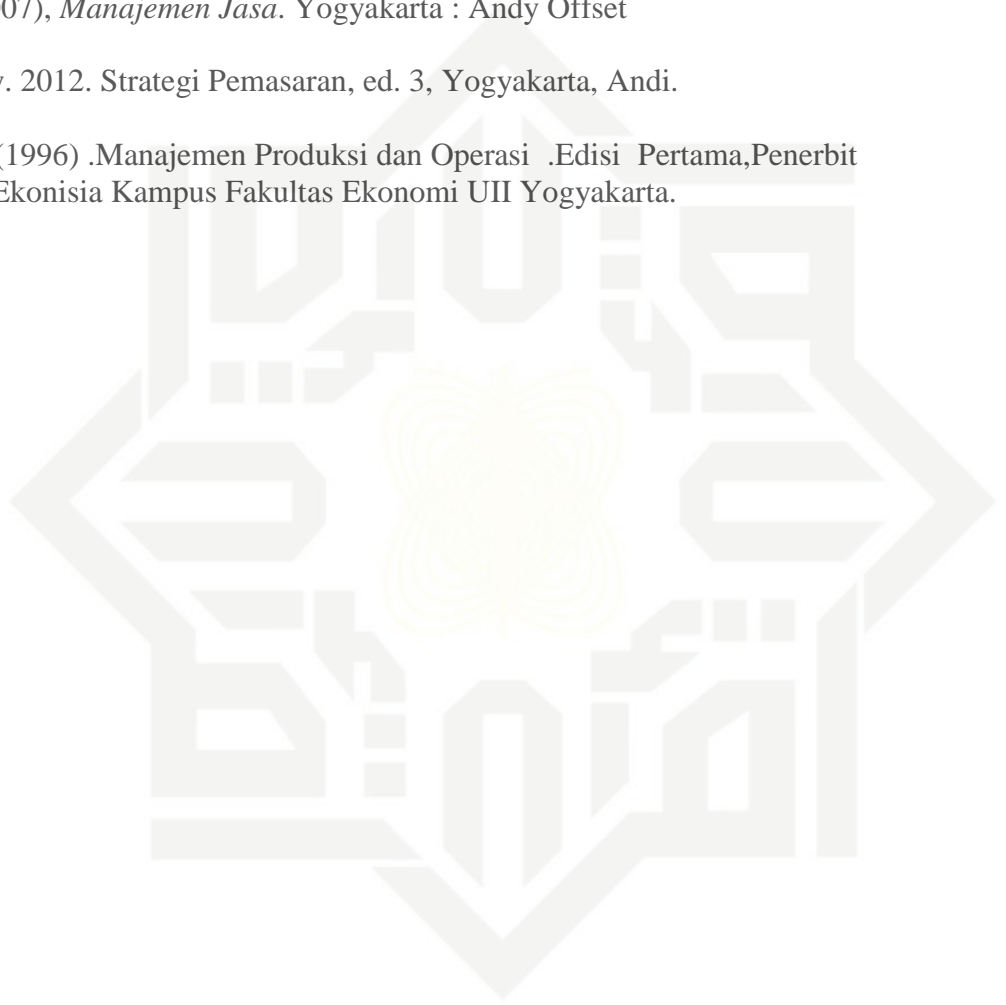 07), Manajemen Jasa. Yogyakarta : Andy Offset
. 2012. Strategi Pemasaran, ed. 3, Yogyakarta, Andi.
(1996) .Manajemen Produksi dan Operasi .Edisi Pertama,Penerbit
Ekonisia Kampus Fakultas Ekonomi UII Yogyakarta.